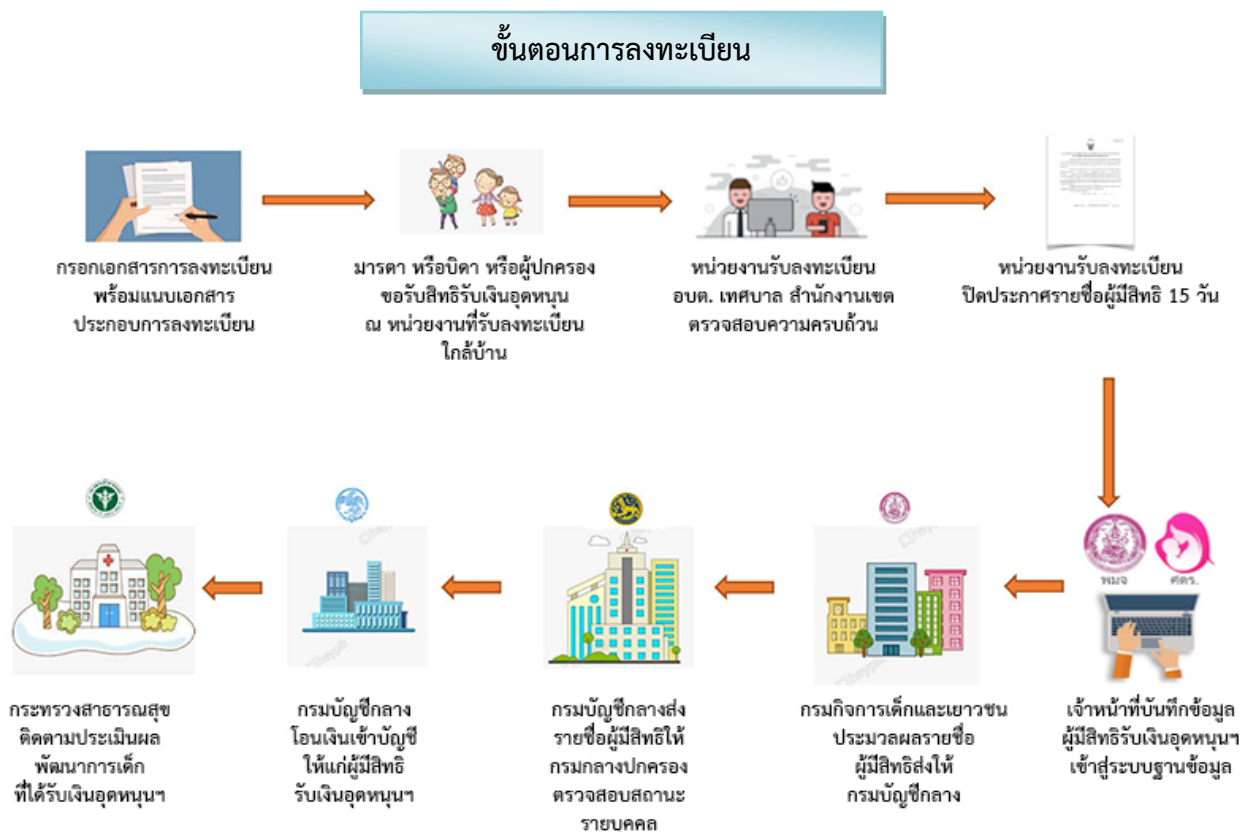 ขั้นตอนการลงทะเบียน
กรอกเอกสารการลงทะเบียน
พร้อมแนบเอกสาร
ประกอบการลงทะเบียน
มารดา หรือบิดา หรือผู้ปกครอง
ขอรับสิทธิรับเงินอุดหนุน
ณ หน่วยงานที่รับลงทะเบียน
ใกล้บ้าน
หน่วยงานรับลงทะเบียน
อบต. เทศบาล สำนักงานเขต
ตรวจสอบความครบถ้วน
หน่วยงานรับลงทะเบียน
ปิดประกาศรายชื่อผู้มีสิทธิ 15 วัน
พมจ
ศดร.
เจ้าหน้าที่บันทึกข้อมูล
ผู้มีสิทธิรับเงินอุดหนุนฯ
เข้าสู่ระบบฐานข้อมูล
กรมกิจการเด็กและเยาวชน
ประมวลผลรายชื่อ
ผู้มีสิทธิส่งให้
กรมบัญชีกลาง
กรมบัญชีกลางส่ง
รายชื่อผู้มีสิทธิให้
กรมกลางปกครอง
ตรวจสอบสถานะ
รายบุคคล
กรมบัญชีกลาง
โอนเงินเข้าบัญชี
ให้แก่ผู้มีสิทธิ
รับเงินอุดหนุนฯ
กระทรวงสาธารณสุข
ติดตามประเมินผล
พัฒนาการเด็ก
ที่ได้รับเงินอุดหนุนฯ